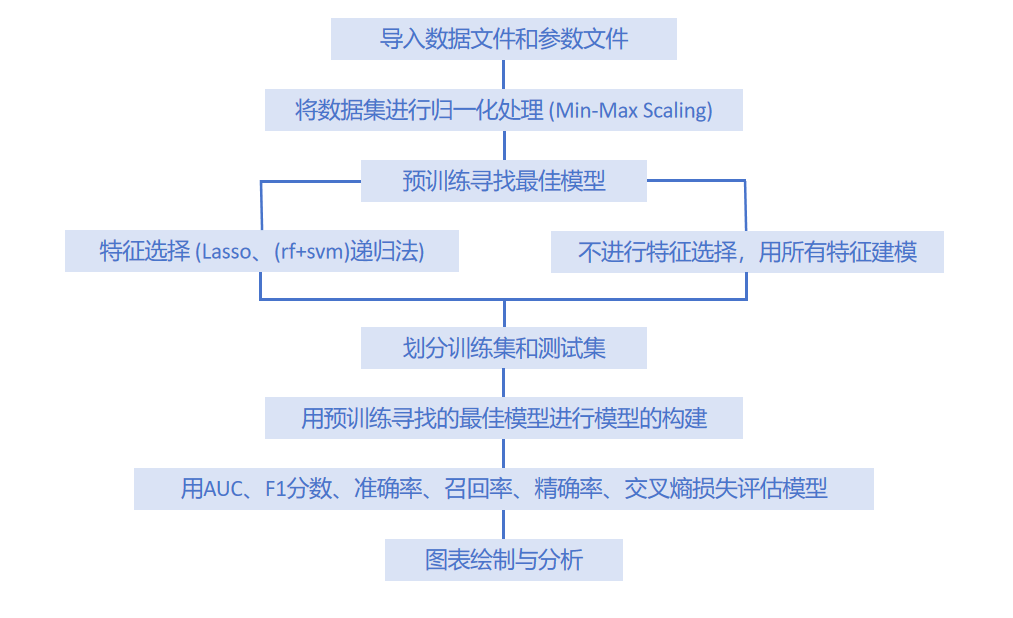 导入数据文件和参数文件
将数据集进行归一化处理 (Min-Max Scaling)
预训练寻找最佳模型
特征选择 (Lasso、(rf+svm)递归法)
不进行特征选择，用所有特征建模
划分训练集和测试集
用预训练寻找的最佳模型进行模型的构建
用AUC、F1分数、准确率、召回率、精确率、交叉熵损失评估模型
图表绘制与分析